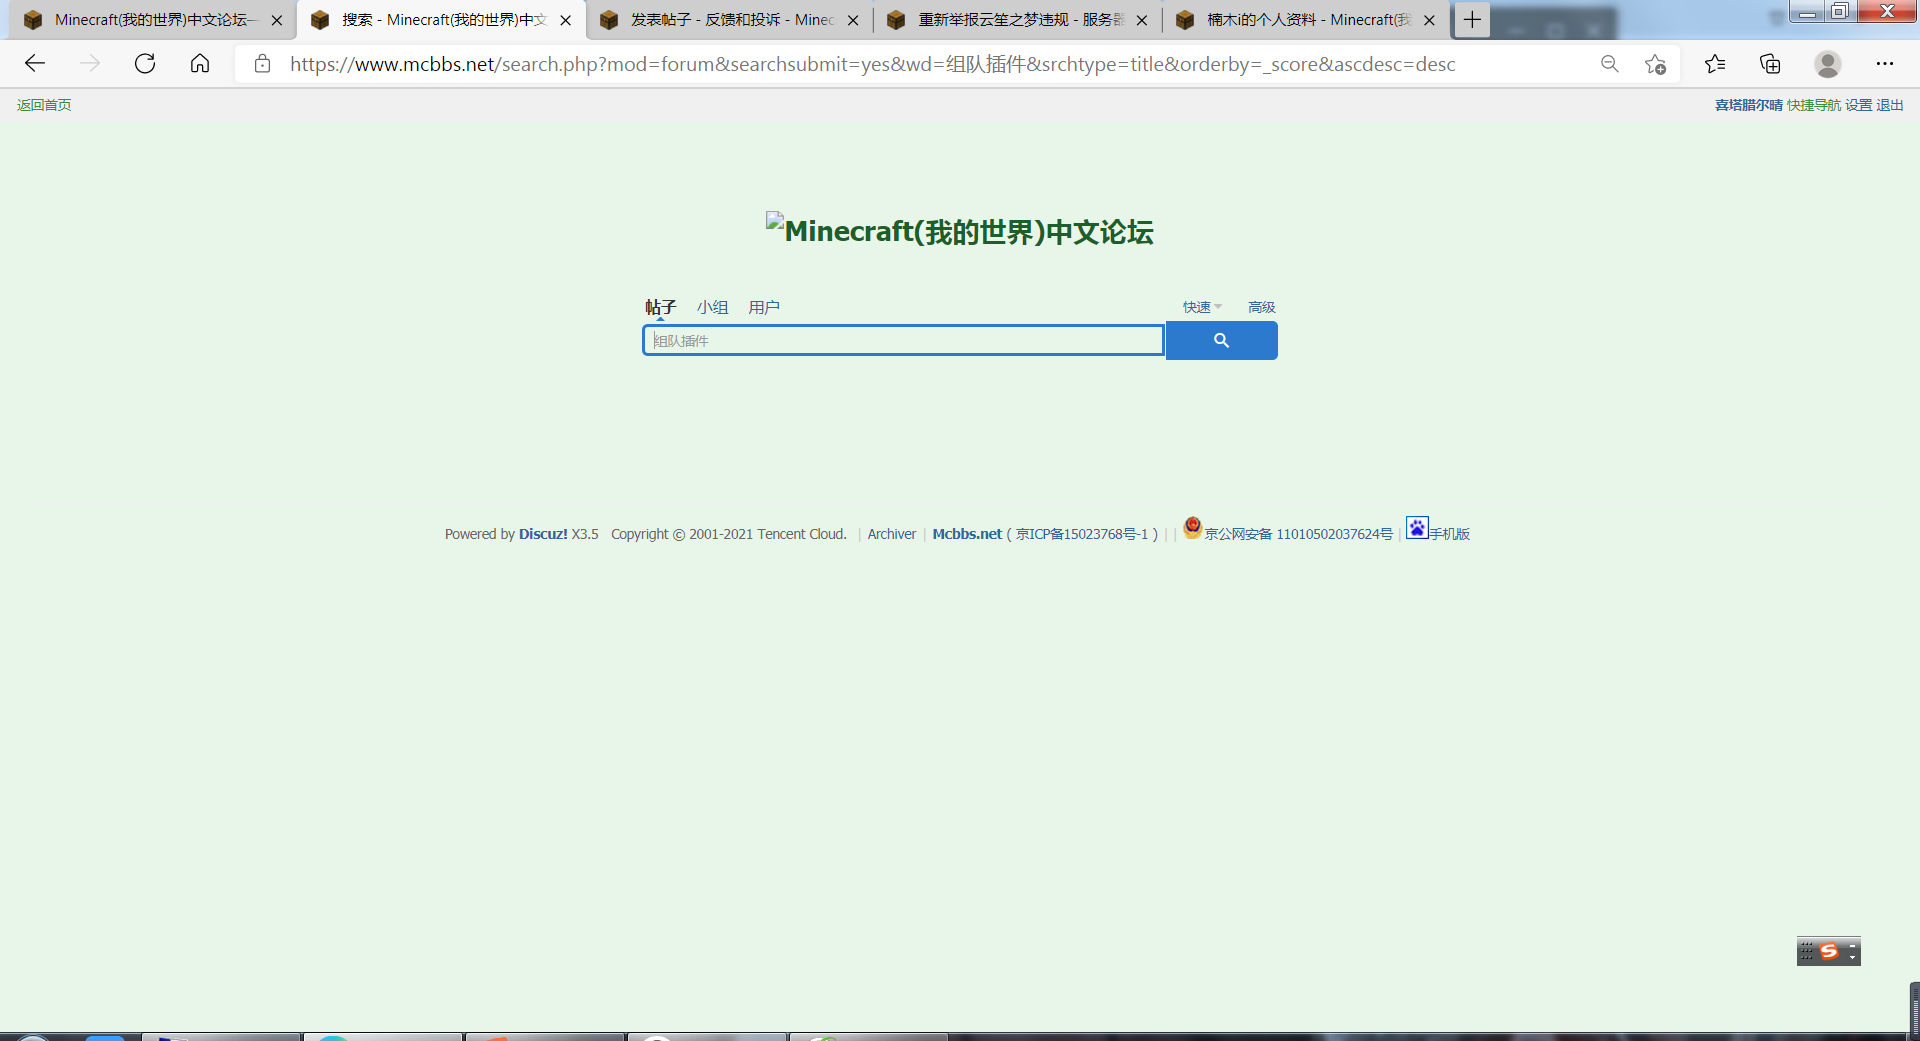 Minecraft(我的世界)中文论坛—
搜索 - Minecraft(我的世界)中文
发表帖子 - 反馈和投诉 - Minec
重新举报云笙之梦违规 - 服务器
楠木i的个人资料 - Minecraft(我
https://www.mcbbs.net/search.php?mod=forum&searchsubmit=yes&wd=组队插件&srchtype=title&orderby=_score&ascdesc=desc
返回首页
喜塔腊尔晴 快捷导航 设置 退出
Minecraft(我的世界)中文论坛
帖子 小组 用户 快速 高级
组队插件
Powered by Discuz! X3.5 Copyright © 2001-2021 Tencent Cloud. | Archiver | Mcbbs.net ( 京ICP备15023768号-1 ) | | 京公网安备 11010502037624号 | 手机版